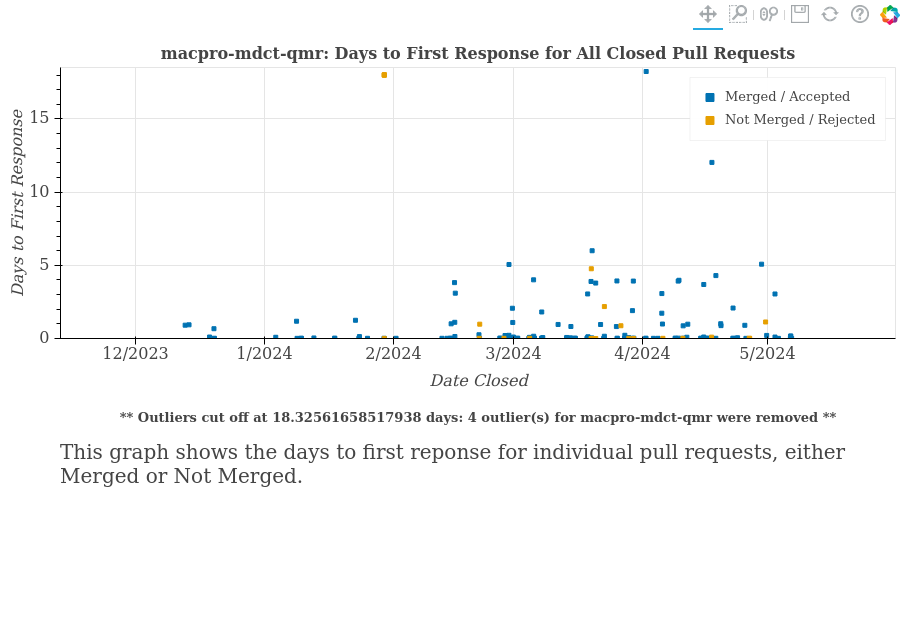 macpro-mdct-qmr: Days to First Response for All Closed Pull Requests
Merged / Accepted
Not Merged / Rejected
Days to First Response
15
10
5
0
12/2023
1/2024
2/2024
3/2024
4/2024
5/2024
Date Closed
** Outliers cut off at 18.32561658517938 days: 4 outlier(s) for macpro-mdct-qmr were removed **
This graph shows the days to first reponse for individual pull requests, either
Merged or Not Merged.